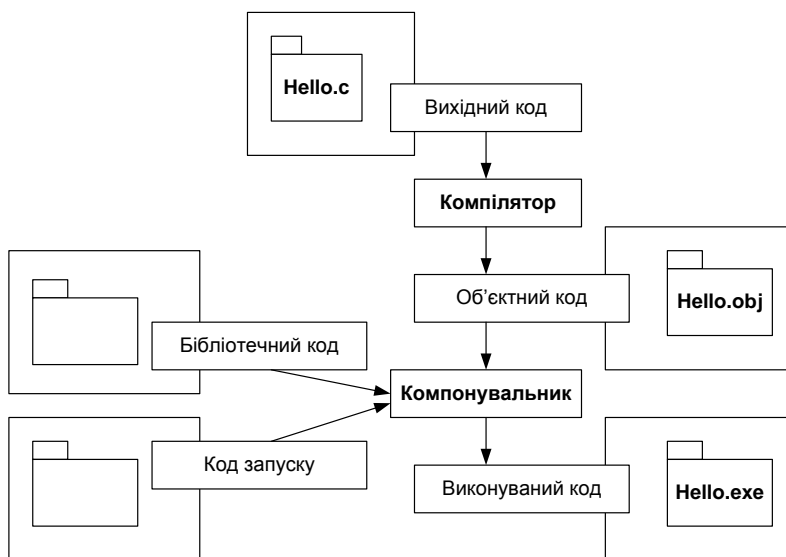 Hello.c
Вихідний код
Компілятор
Об’єктний код
Hello.obj
Бібліотечний код
Компонувальник
Код запуску
Виконуваний код
Hello.exe